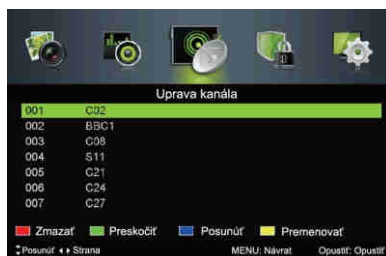 Uprava kanála
001 C02
002 BBC1
003 C08
004 S11
005 C21
006 C24
007 C27
Zmazať Preskočiť Posunúť Premenovať
Posunúť Strana MENU: Návrat Opustiť: Opustiť